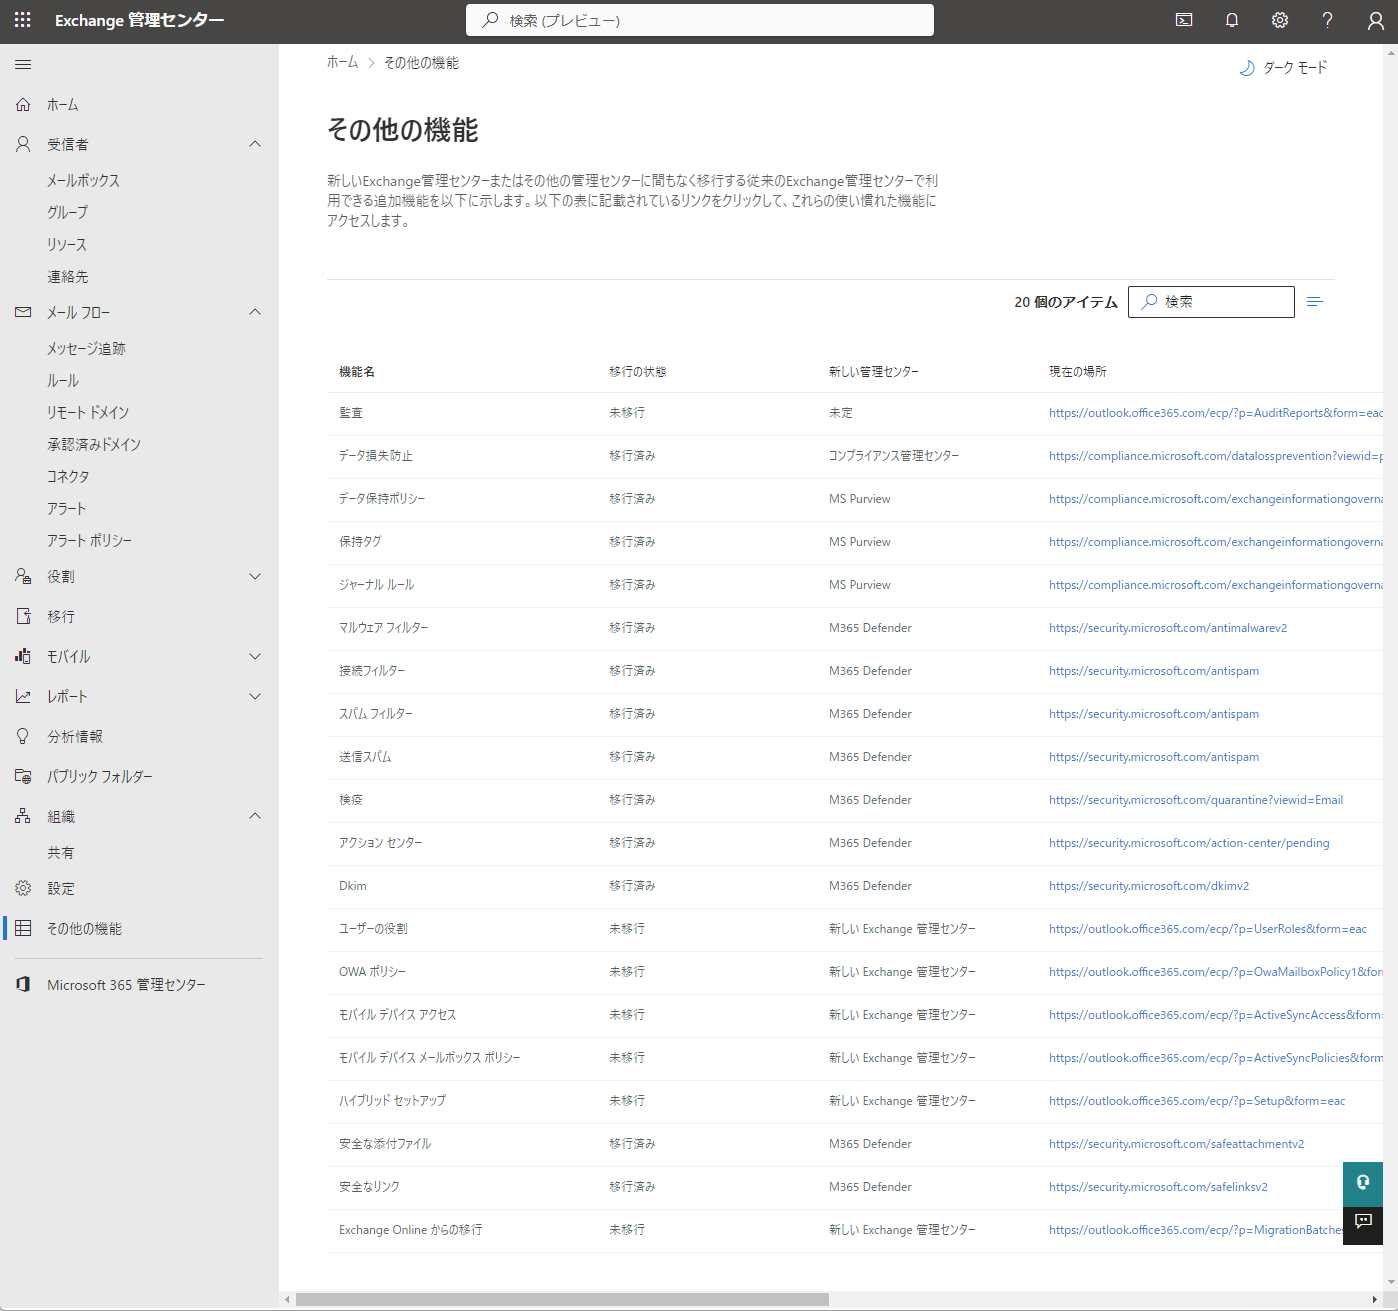 Exchange 管理センター
検索 (プレビュー)
ホーム
受信者
メールボックス
グループ
リソース
連絡先
メール フロー
メッセージ追跡
ルール
リモート ドメイン
承認済みドメイン
コネクタ
アラート
アラート ポリシー
役割
移行
モバイル
レポート
分析情報
パブリック フォルダー
組織
共有
設定
その他の機能
Microsoft 365 管理センター
ホーム > その他の機能
ダーク モード
その他の機能
新しいExchange管理センターまたはその他の管理センターに間もなく移行する従来のExchange管理センターで利
用できる追加機能を以下に示します。以下の表に記載されているリンクをクリックして、これらの使い慣れた機能に
アクセスします。
20 個のアイテム 検索
機能名 移行の状態 新しい管理センター 現在の場所
監査 未移行 未定 https://outlook.office365.com/ecp/?p=AuditReports&form=eac
データ損失防止 移行済み コンプライアンス管理センター https://compliance.microsoft.com/datalossprevention?viewid=p
データ保持ポリシー 移行済み MS Purview https://compliance.microsoft.com/exchangeinformationgoverna
保持タグ 移行済み MS Purview https://compliance.microsoft.com/exchangeinformationgoverna
ジャーナル ルール 移行済み MS Purview https://compliance.microsoft.com/exchangeinformationgoverna
マルウェア フィルター 移行済み M365 Defender https://security.microsoft.com/antimalwarev2
接続フィルター 移行済み M365 Defender https://security.microsoft.com/antispam
スパム フィルター 移行済み M365 Defender https://security.microsoft.com/antispam
送信スパム 移行済み M365 Defender https://security.microsoft.com/antispam
検疫 移行済み M365 Defender https://security.microsoft.com/quarantine?viewid=Email
アクション センター 移行済み M365 Defender https://security.microsoft.com/action-center/pending
Dkim 移行済み M365 Defender https://security.microsoft.com/dkimv2
ユーザーの役割 未移行 新しい Exchange 管理センター https://outlook.office365.com/ecp/?p=UserRoles&form=eac
OWA ポリシー 未移行 新しい Exchange 管理センター https://outlook.office365.com/ecp/?p=OwaMailboxPolicy1&for
モバイル デバイス アクセス 未移行 新しい Exchange 管理センター https://outlook.office365.com/ecp/?p=ActiveSyncAccess&form=
モバイル デバイス メールボックス ポリシー 未移行 新しい Exchange 管理センター https://outlook.office365.com/ecp/?p=ActiveSyncPolicies&form
ハイブリッド セットアップ 未移行 新しい Exchange 管理センター https://outlook.office365.com/ecp/?p=Setup&form=eac
安全な添付ファイル 移行済み M365 Defender https://security.microsoft.com/safeattachmentv2
安全なリンク 移行済み M365 Defender https://security.microsoft.com/safelinksv2
Exchange Online からの移行 未移行 新しい Exchange 管理センター https://outlook.office365.com/ecp/?p=MigrationBatches